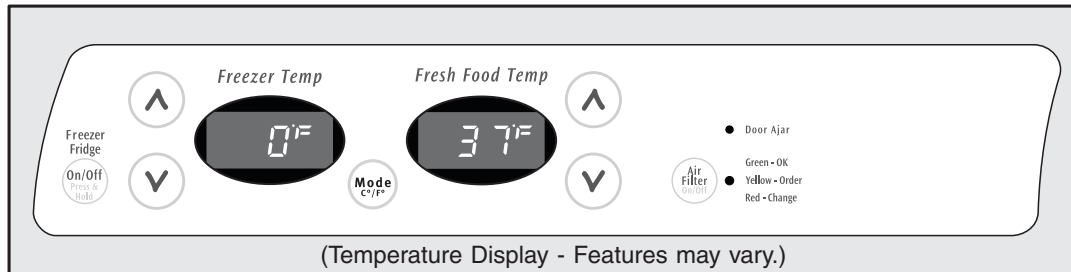 Freezer Temp
Fresh Food Temp
Freezer
Fridge
On/Off
Press &
Hold
0°F
Mode
C°/F°
37°F
Door Ajar
Air
Filter
On/Off
Green - OK
Yellow - Order
Red - Change
(Temperature Display - Features may vary.)